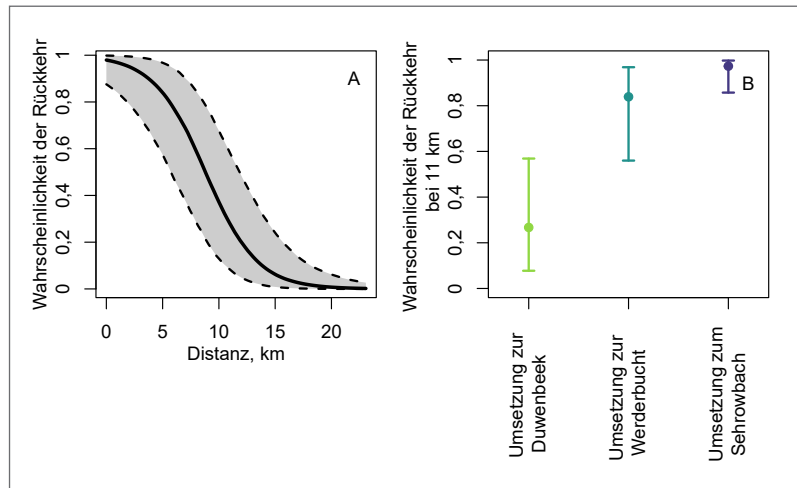 Wahrscheinlichkeit der Rückkehr
1
0,8
0,6
0,4
0,2
0
A
0 5 10 15 20
Distanz, km
Wahrscheinlichkeit der Rückkehr
bei 11 km
1
0,8
0,6
0,4
0,2
0
B
Umsetzung zur
Duwenbeek
Umsetzung zur
Werderbucht
Umsetzung zum
Sehrowbach